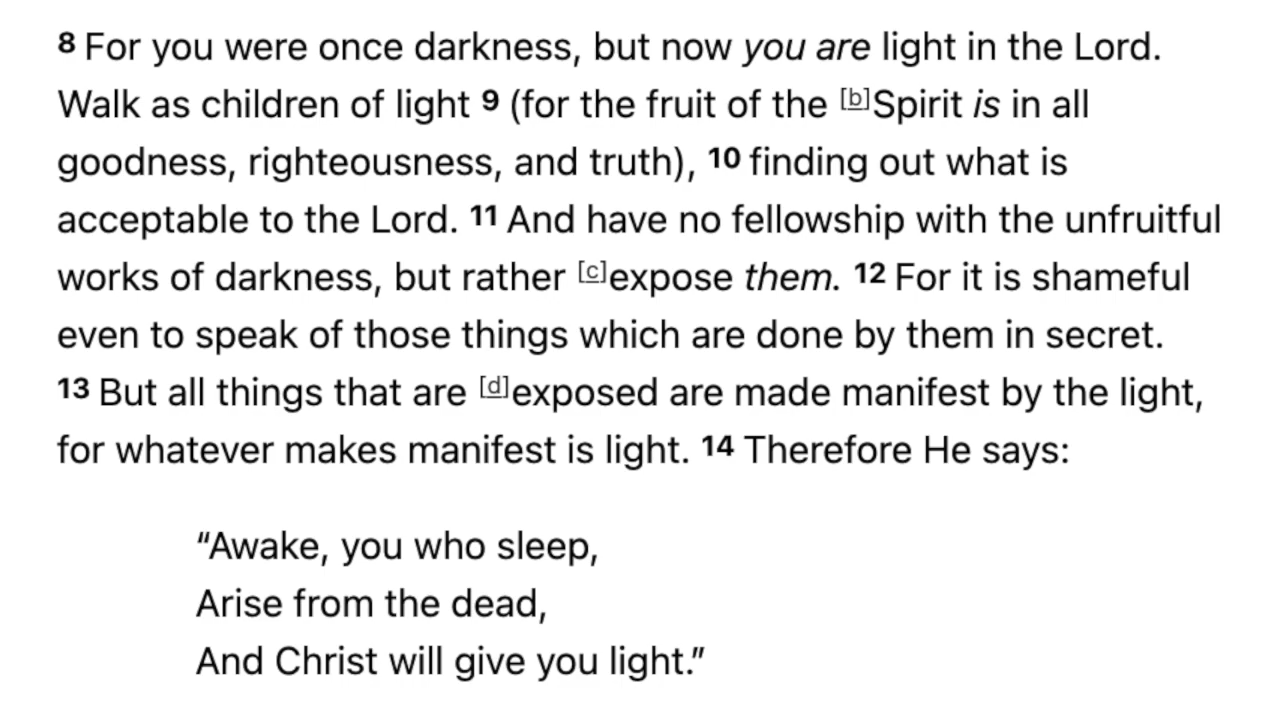 8 For you were once darkness, but now you are light in the Lord.
Walk as children of light 9 (for the fruit of the [b]Spirit is in all
goodness, righteousness, and truth), 10 finding out what is
acceptable to the Lord. 11 And have no fellowship with the unfruitful
works of darkness, but rather [c]expose them. 12 For it is shameful
even to speak of those things which are done by them in secret.
13 But all things that are [d]exposed are made manifest by the light,
for whatever makes manifest is light. 14 Therefore He says:
“Awake, you who sleep,
Arise from the dead,
And Christ will give you light.”